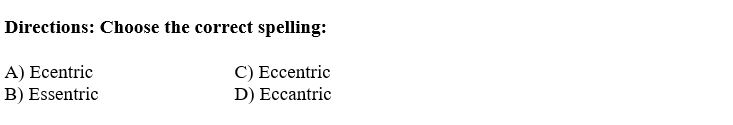 Directions: Choose the correct spelling:
A) Ecentric C) Eccentric
B) Essentric D) Eccantric